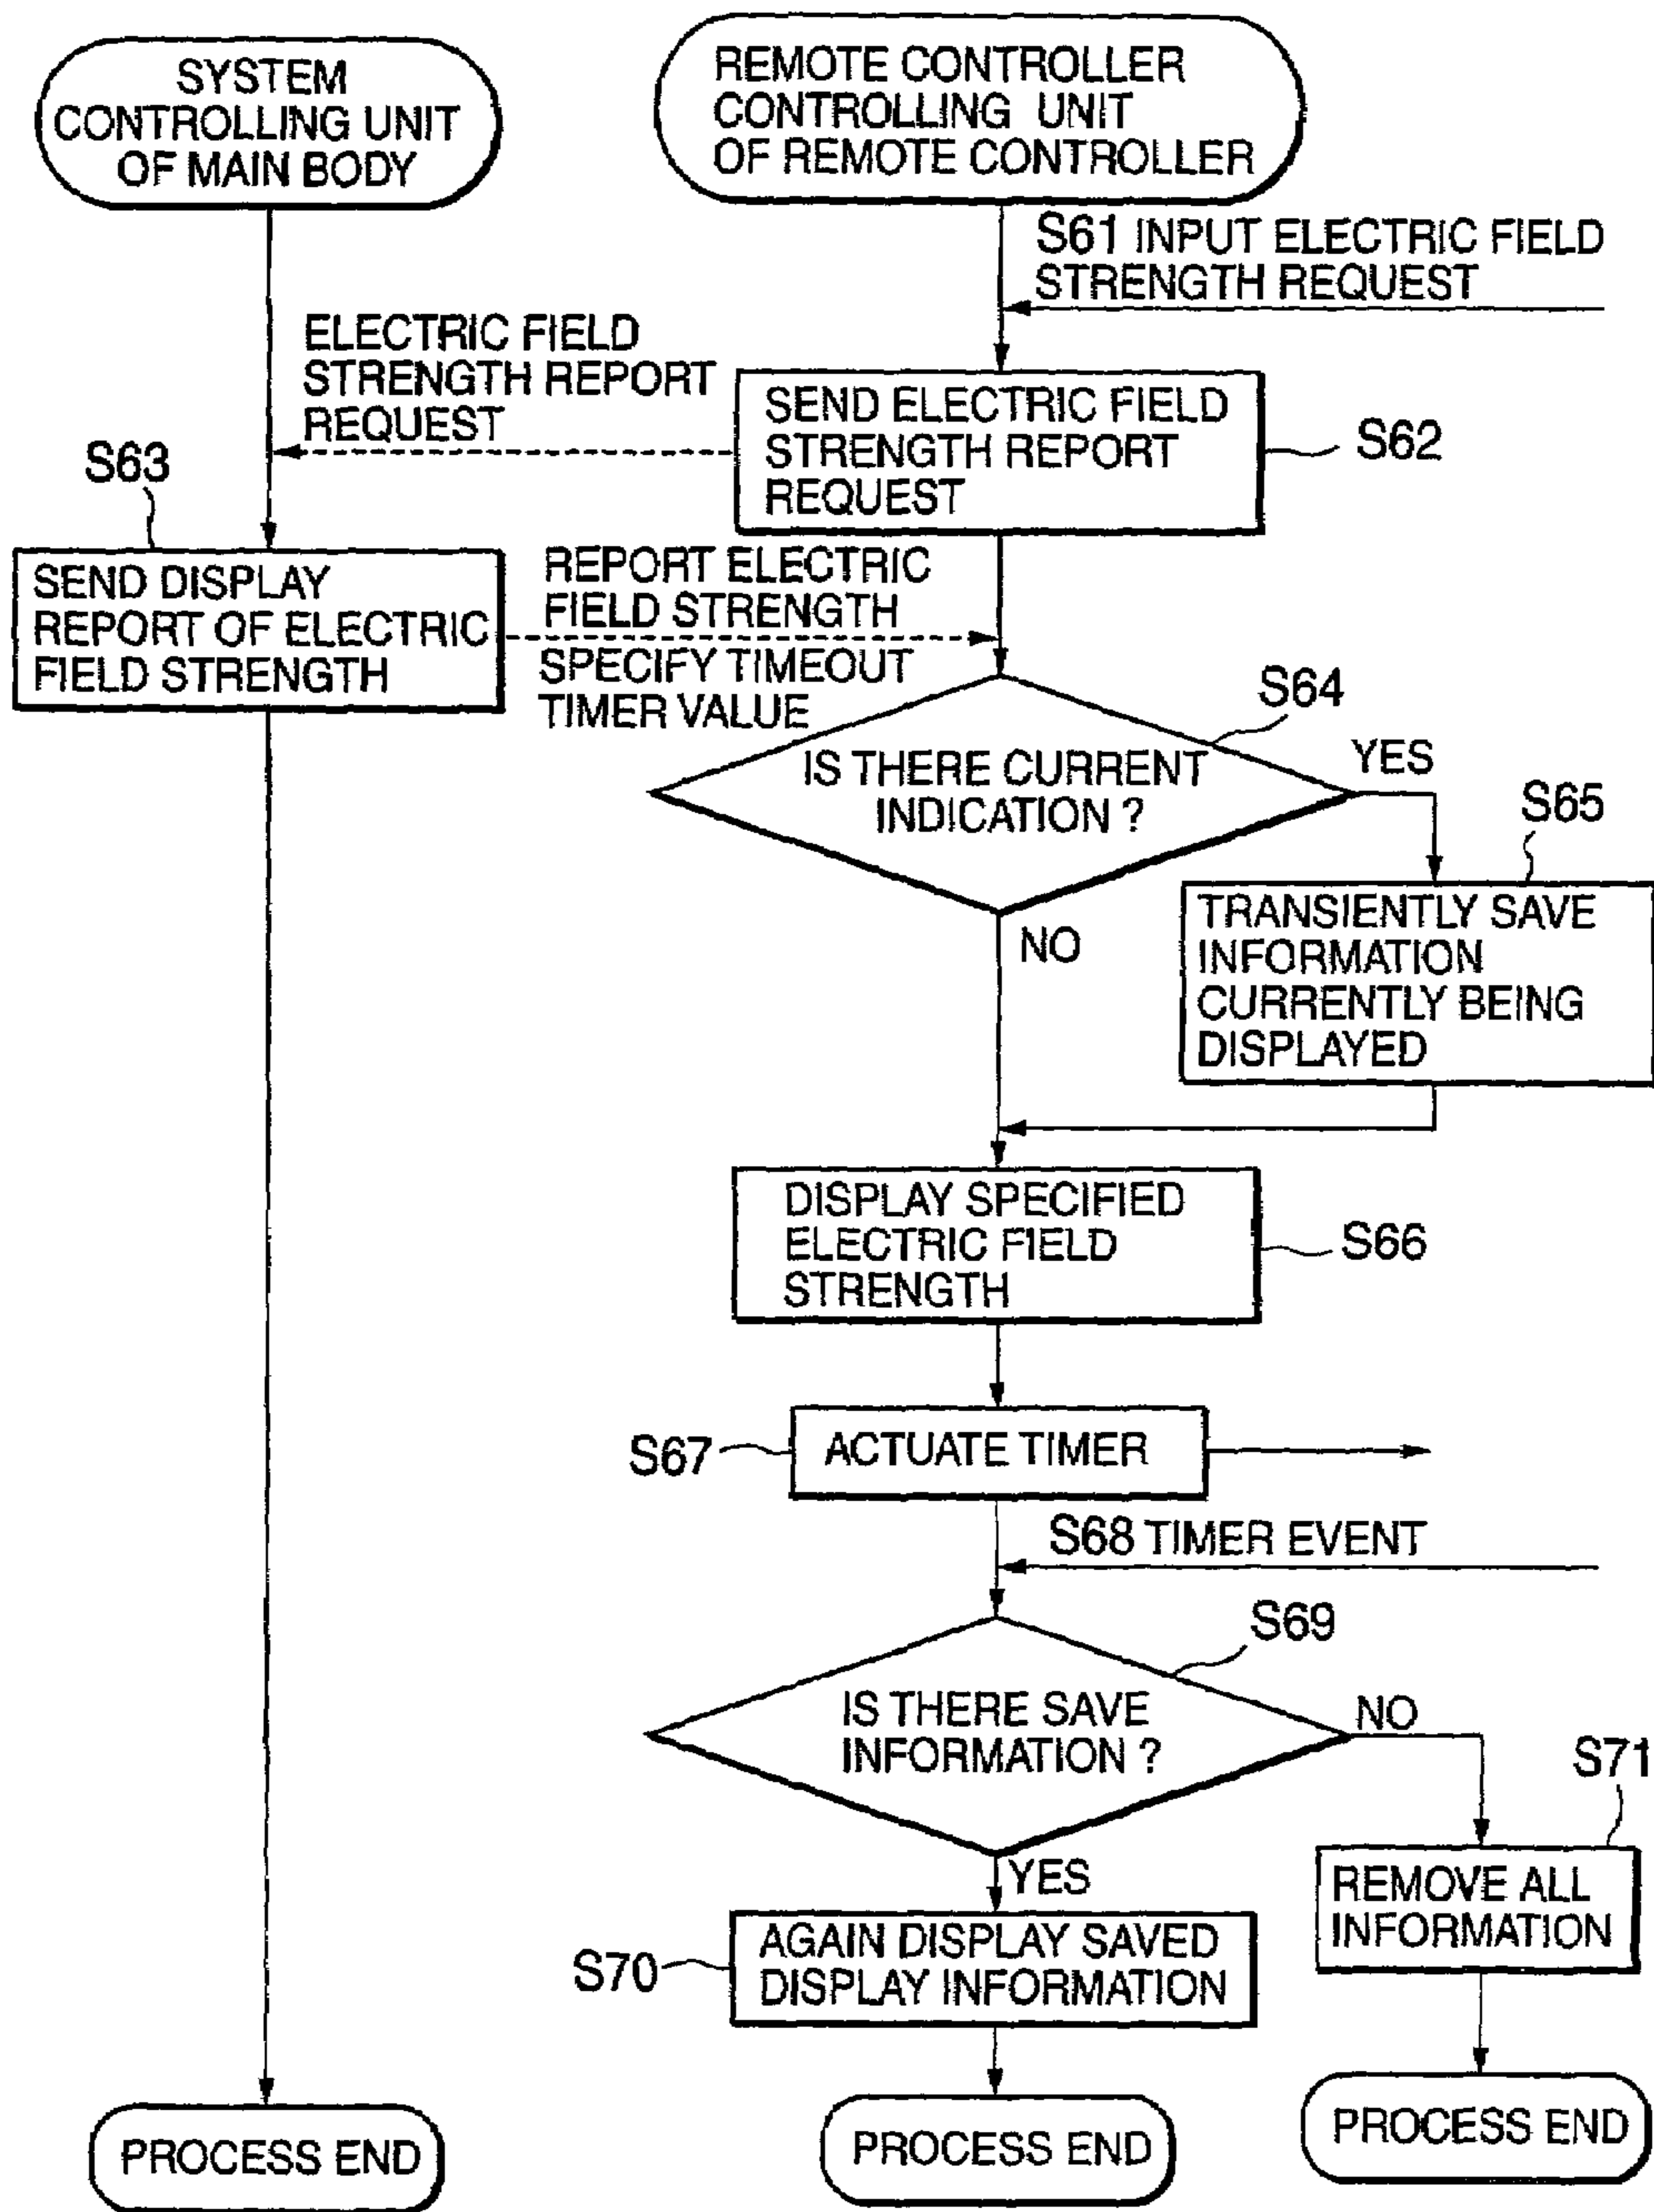 SYSTEM
CONTROLLING UNIT
OF MAIN BODY
REMOTE CONTROLLER
CONTROLLING UNIT
OF REMOTE CONTROLLER
S61 INPUT ELECTRIC FIELD
STRENGTH REQUEST
ELECTRIC FIELD
STRENGTH REPORT
REQUEST
SEND ELECTRIC FIELD
STRENGTH REPORT
REQUEST
S62
S63
SEND DISPLAY
REPORT OF ELECTRIC
FIELD STRENGTH
REPORT ELECTRIC
FIELD STRENGTH
SPECIFY TIMEOUT
TIMER VALUE
S64
IS THERE CURRENT
INDICATION ?
YES
NO
S65
TRANSIENTLY SAVE
INFORMATION
CURRENTLY BEING
DISPLAYED
DISPLAY SPECIFIED
ELECTRIC FIELD
STRENGTH
S66
S67
ACTUATE TIMER
S68 TIMER EVENT
S69
IS THERE SAVE
INFORMATION ?
NO
YES
S71
REMOVE ALL
INFORMATION
S70
AGAIN DISPLAY SAVED
DISPLAY INFORMATION
PROCESS END
PROCESS END
PROCESS END